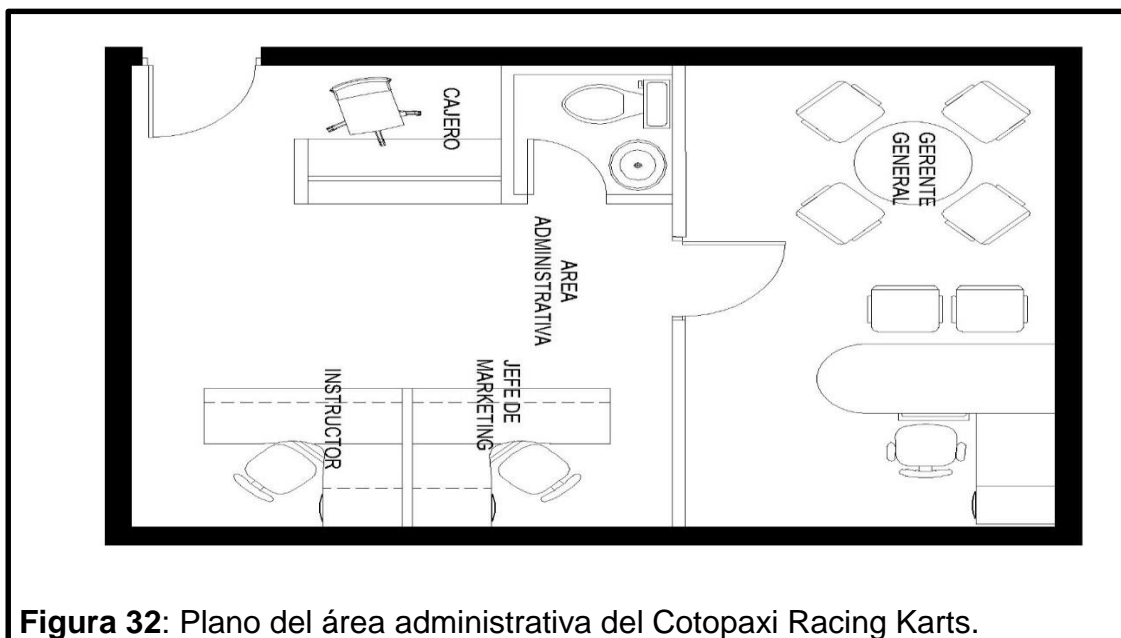 CAJERO
GERENTE
GENERAL
AREA
ADMINISTRATIVA
JEFE DE
MARKETING
INSTRUCTOR
Figura 32: Plano del área administrativa del Cotopaxi Racing Karts.